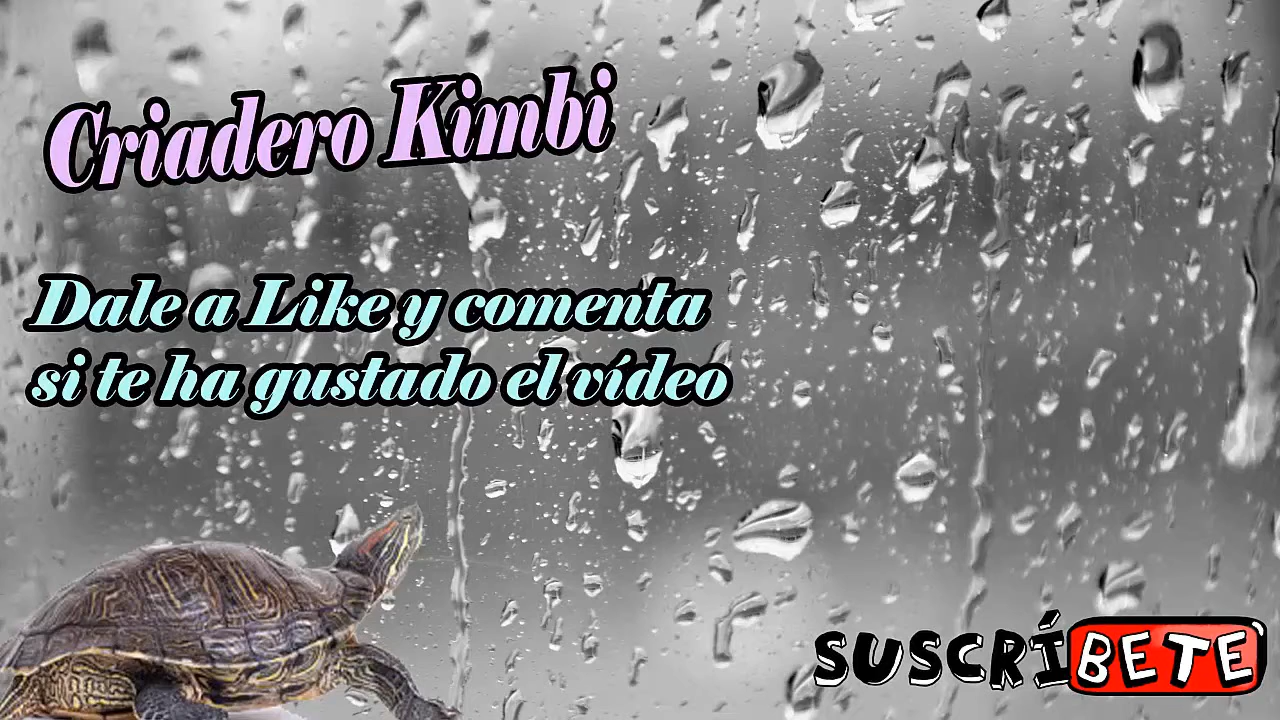 Criadero Kimbi
Dale a Like y comenta
si te ha gustado el vídeo
SUSCRÍBETE